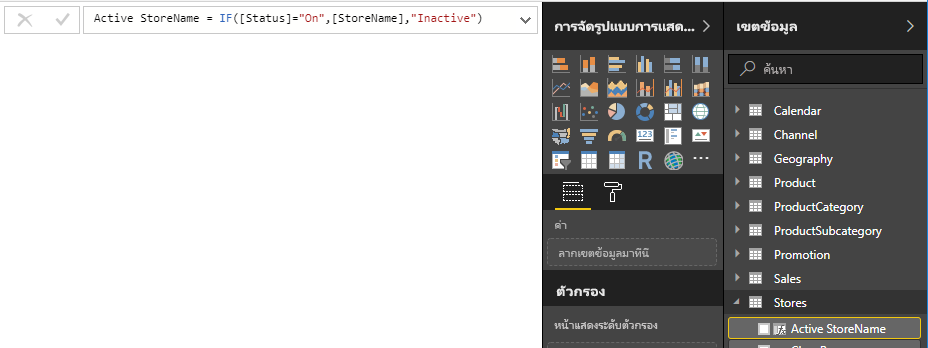 Active StoreName = IF([Status]="On",[StoreName],"Inactive")
การจัดรูปแบบการแสด...
123
R
ค่า
ลากเขตข้อมูลมาที่นี่
ตัวกรอง
หน้าแสดงระดับตัวกรอง
เขตข้อมูล
ค้นหา
Calendar
Channel
Geography
Product
ProductCategory
ProductSubcategory
Promotion
Sales
Stores
Active StoreName